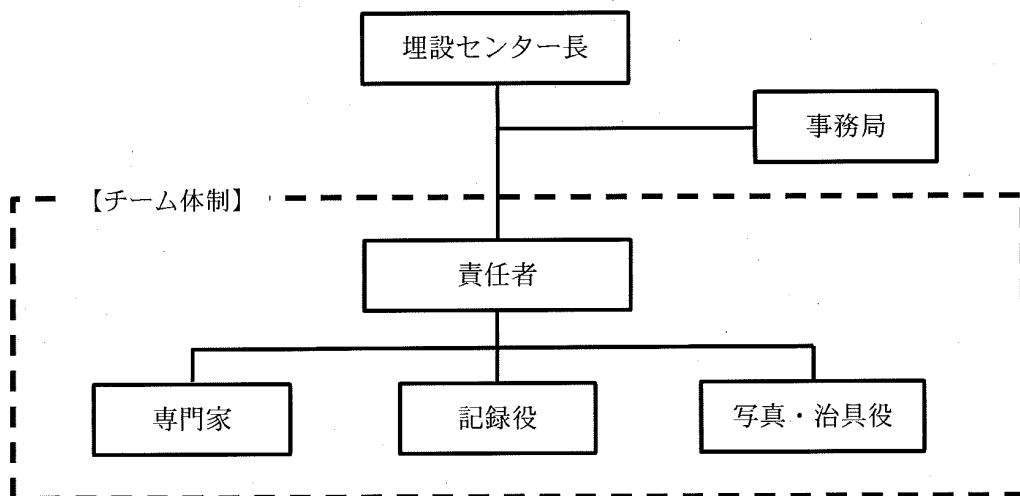 埋設センター長
事務局
【チーム体制】
責任者
専門家
記録役
写真・治具役